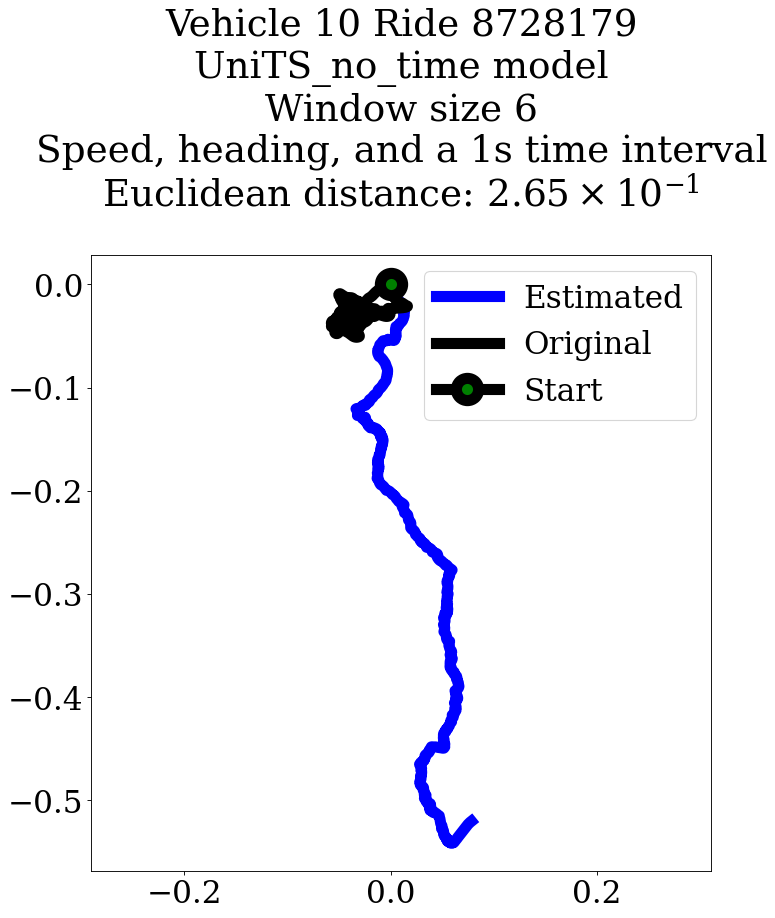 Vehicle 10 Ride 8728179
UniTS_no_time model
Window size 6
Speed, heading, and a 1s time interval
Euclidean distance: 2.65 × 10⁻¹
Estimated
Original
Start
0.0
−0.1
−0.2
−0.3
−0.4
−0.5
−0.2
0.0
0.2